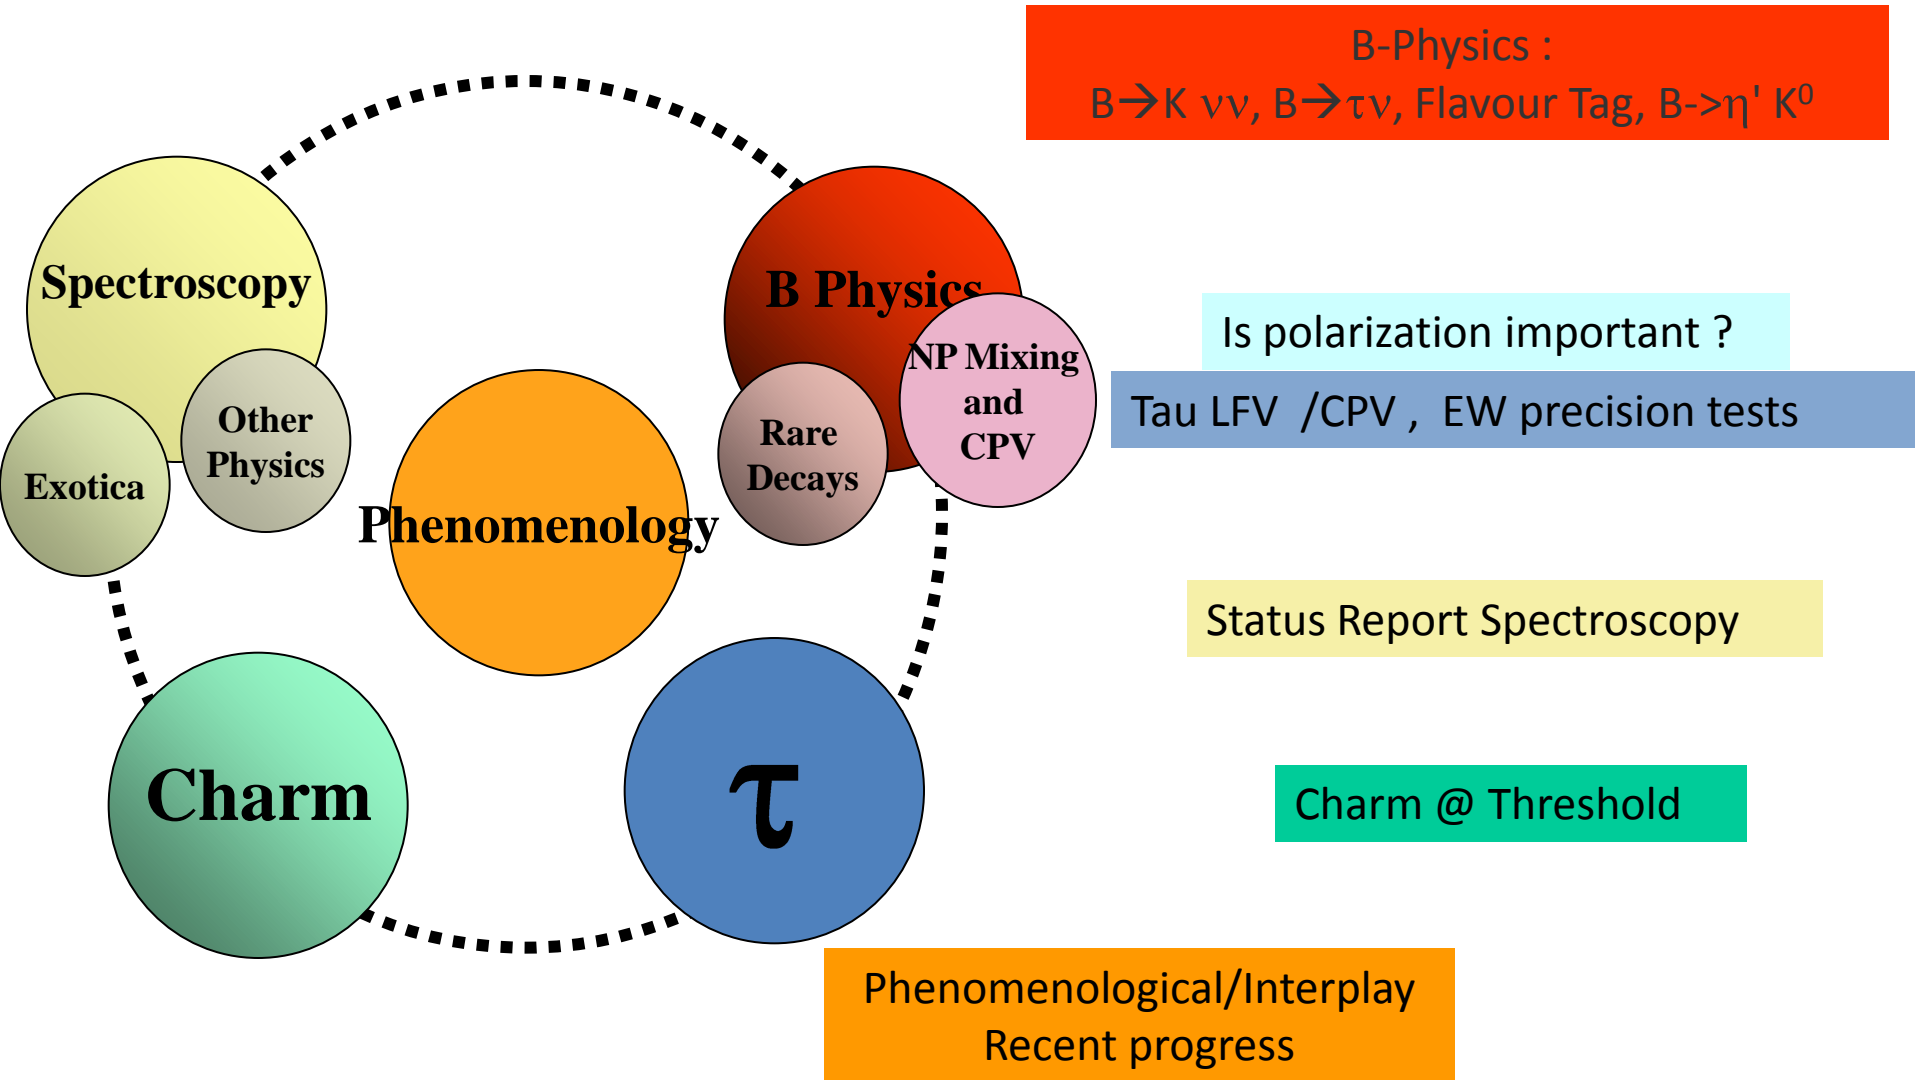 B-Physics :
B→K νν, B→τν, Flavour Tag, B->η' K⁰
Spectroscopy
B Physics
NP Mixing
and
CPV
Is polarization important ?
Tau LFV  /CPV ,  EW precision tests
Other
Physics
Exotica
Rare
Decays
Phenomenology
Status Report Spectroscopy
Charm
τ
Charm @ Threshold
Phenomenological/Interplay
Recent progress